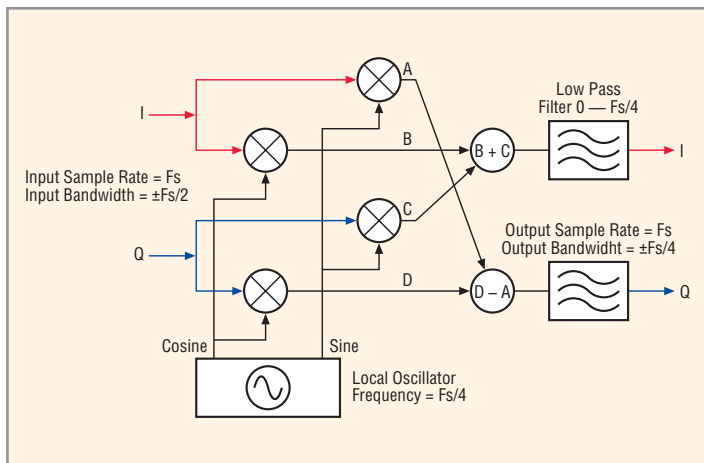 A
Low Pass
Filter 0 — Fs/4
I
B
B + C
I
Input Sample Rate = Fs
Input Bandwidth = ±Fs/2
C
Q
Output Sample Rate = Fs
Output Bandwidht = ±Fs/4
D
D – A
Q
Cosine
Sine
Local Oscillator
Frequency = Fs/4